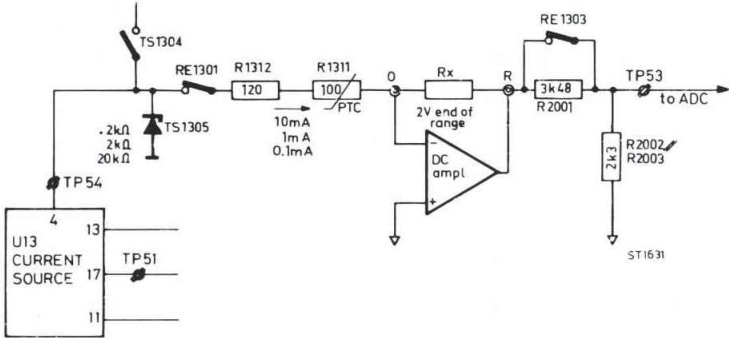 TS1304
RE1303
RE1301
R1312
R1311
O
Rx
R
TP53
120
100
PTC
3k48
R2001
to ADC
10mA
1mA
0.1mA
2V end of
range
.2kΩ
2kΩ
20kΩ
TS1305
−
DC
ampl
+
2k3
R2002//
R2003
TP54
4
U13
CURRENT
SOURCE
13
17
TP51
11
ST1631